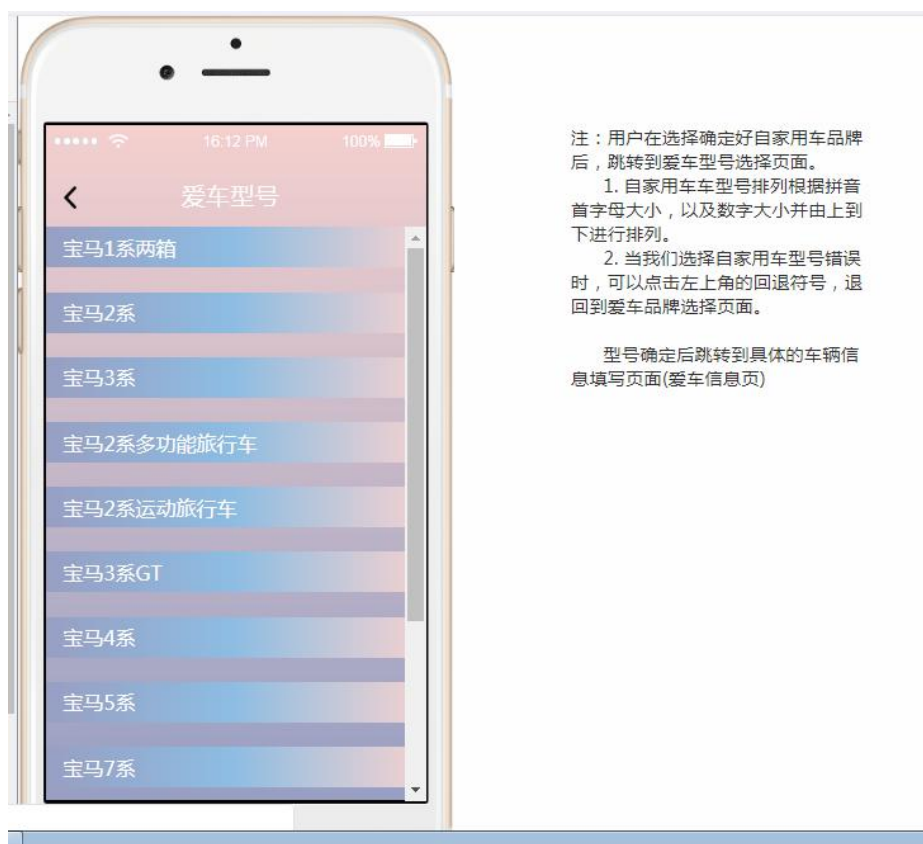 16:12 PM
100%
爱车型号
宝马1系两箱
宝马2系
宝马3系
宝马2系多功能旅行车
宝马2系运动旅行车
宝马3系GT
宝马4系
宝马5系
宝马7系
注：用户在选择确定好自家用车品牌
后，跳转到爱车型号选择页面。
1. 自家用车车型号排列根据拼音
首字母大小，以及数字大小并由上到
下进行排列。
2. 当我们选择自家用车型号错误
时，可以点击左上角的回退符号，退
回到爱车品牌选择页面。
型号确定后跳转到具体的车辆信
息填写页面(爱车信息页)